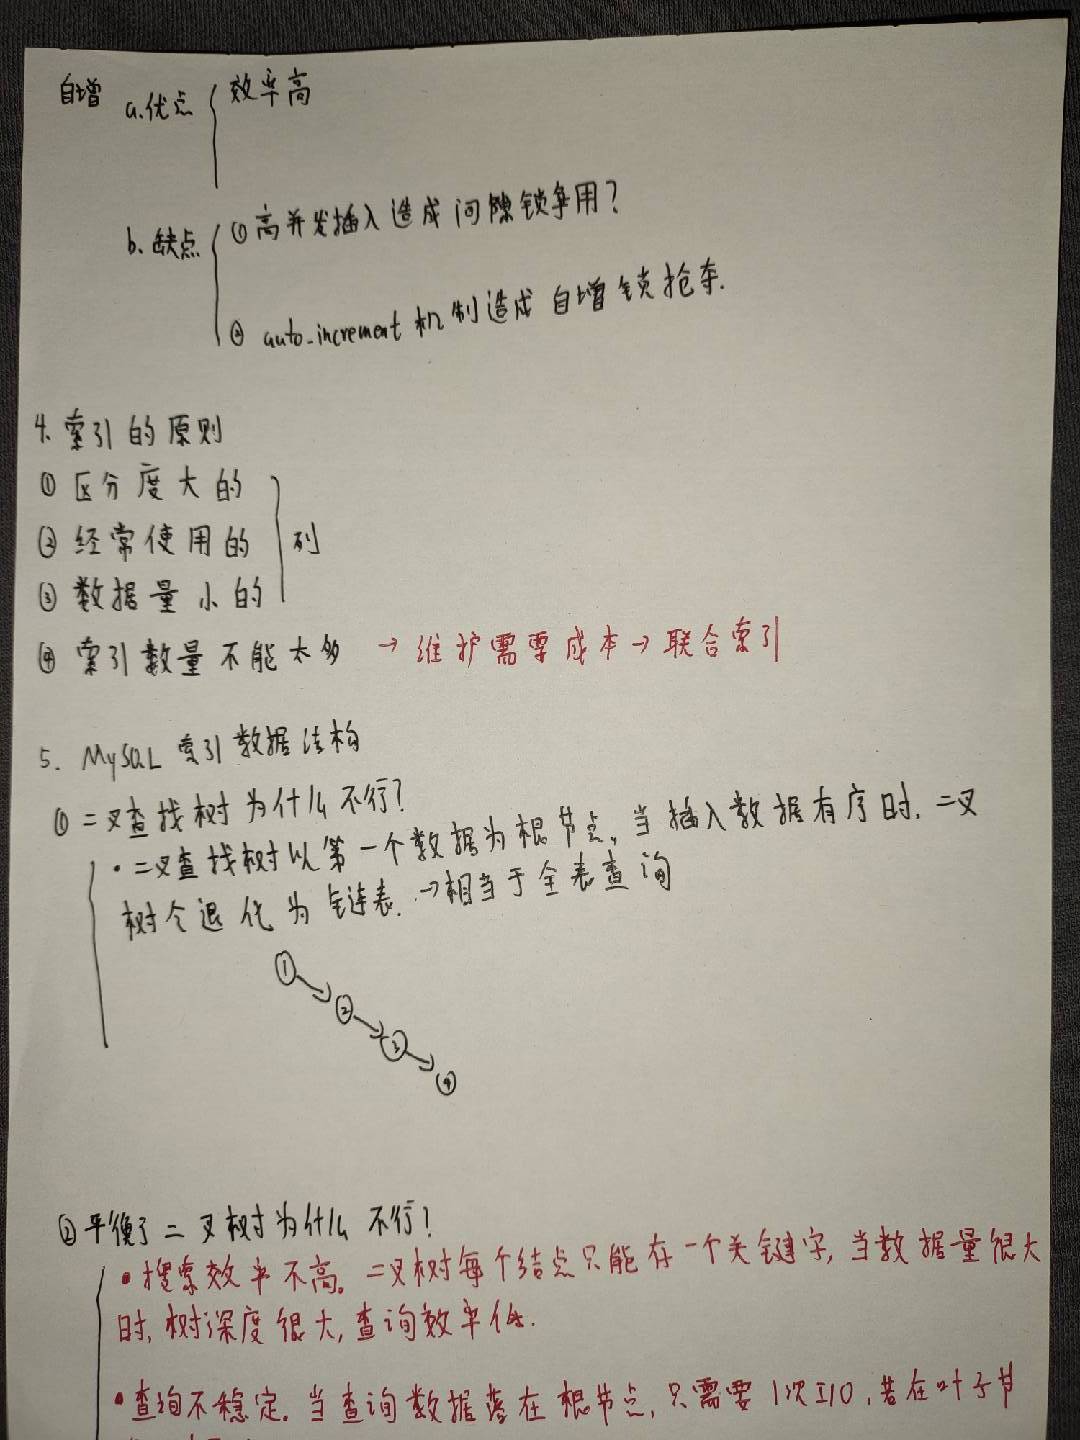 自增 a.优点 效率高
b.缺点 ①高并发插入造成间隙锁争用?
② auto-increment 机制造成自增锁抢夺.
4. 索引的原则
① 区分度大的
② 经常使用的 列
③ 数据量小的
④ 索引数量不能太多 → 维护需要成本 → 联合索引
5. MySQL 索引数据结构
① 二叉查找树为什么不行?
· 二叉查找树以第一个数据为根节点, 当插入数据有序时, 二叉
树会退化为链表. →相当于全表查询
① ② ③ ④
② 平衡了二叉树为什么不行!
· 搜索效率不高。二叉树每个结点只能存一个关键字, 当数据量很大
时, 树深度很大, 查询效率低.
· 查询不稳定. 当查询数据落在根节点, 只需要1次I/O, 若在叶子节